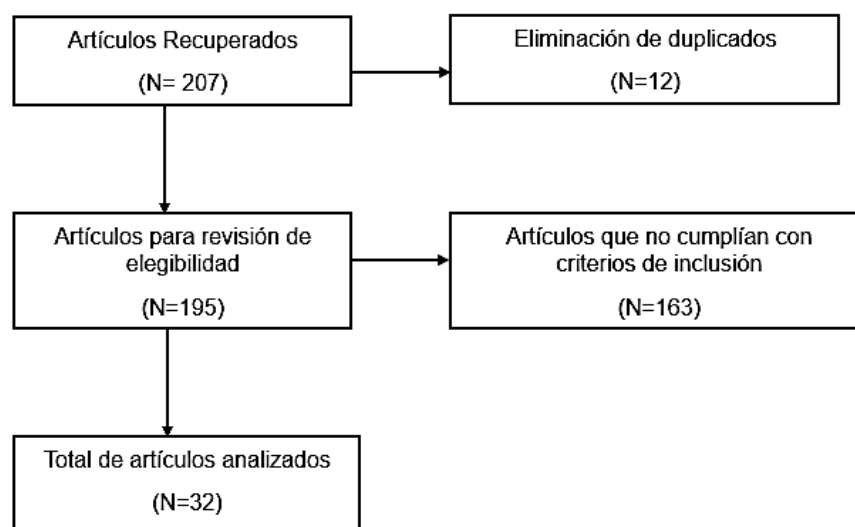 Artículos Recuperados
(N= 207)
Eliminación de duplicados
(N=12)
Artículos para revisión de
elegibilidad
(N=195)
Artículos que no cumplían con
criterios de inclusión
(N=163)
Total de artículos analizados
(N=32)